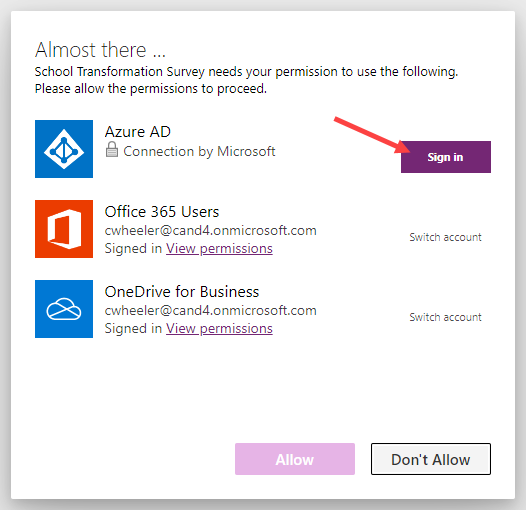 Almost there ...
School Transformation Survey needs your permission to use the following.
Please allow the permissions to proceed.
Azure AD
Connection by Microsoft
Sign in
Office 365 Users
cwheeler@cand4.onmicrosoft.com
Signed in View permissions
Switch account
OneDrive for Business
cwheeler@cand4.onmicrosoft.com
Signed in View permissions
Switch account
Allow
Don't Allow